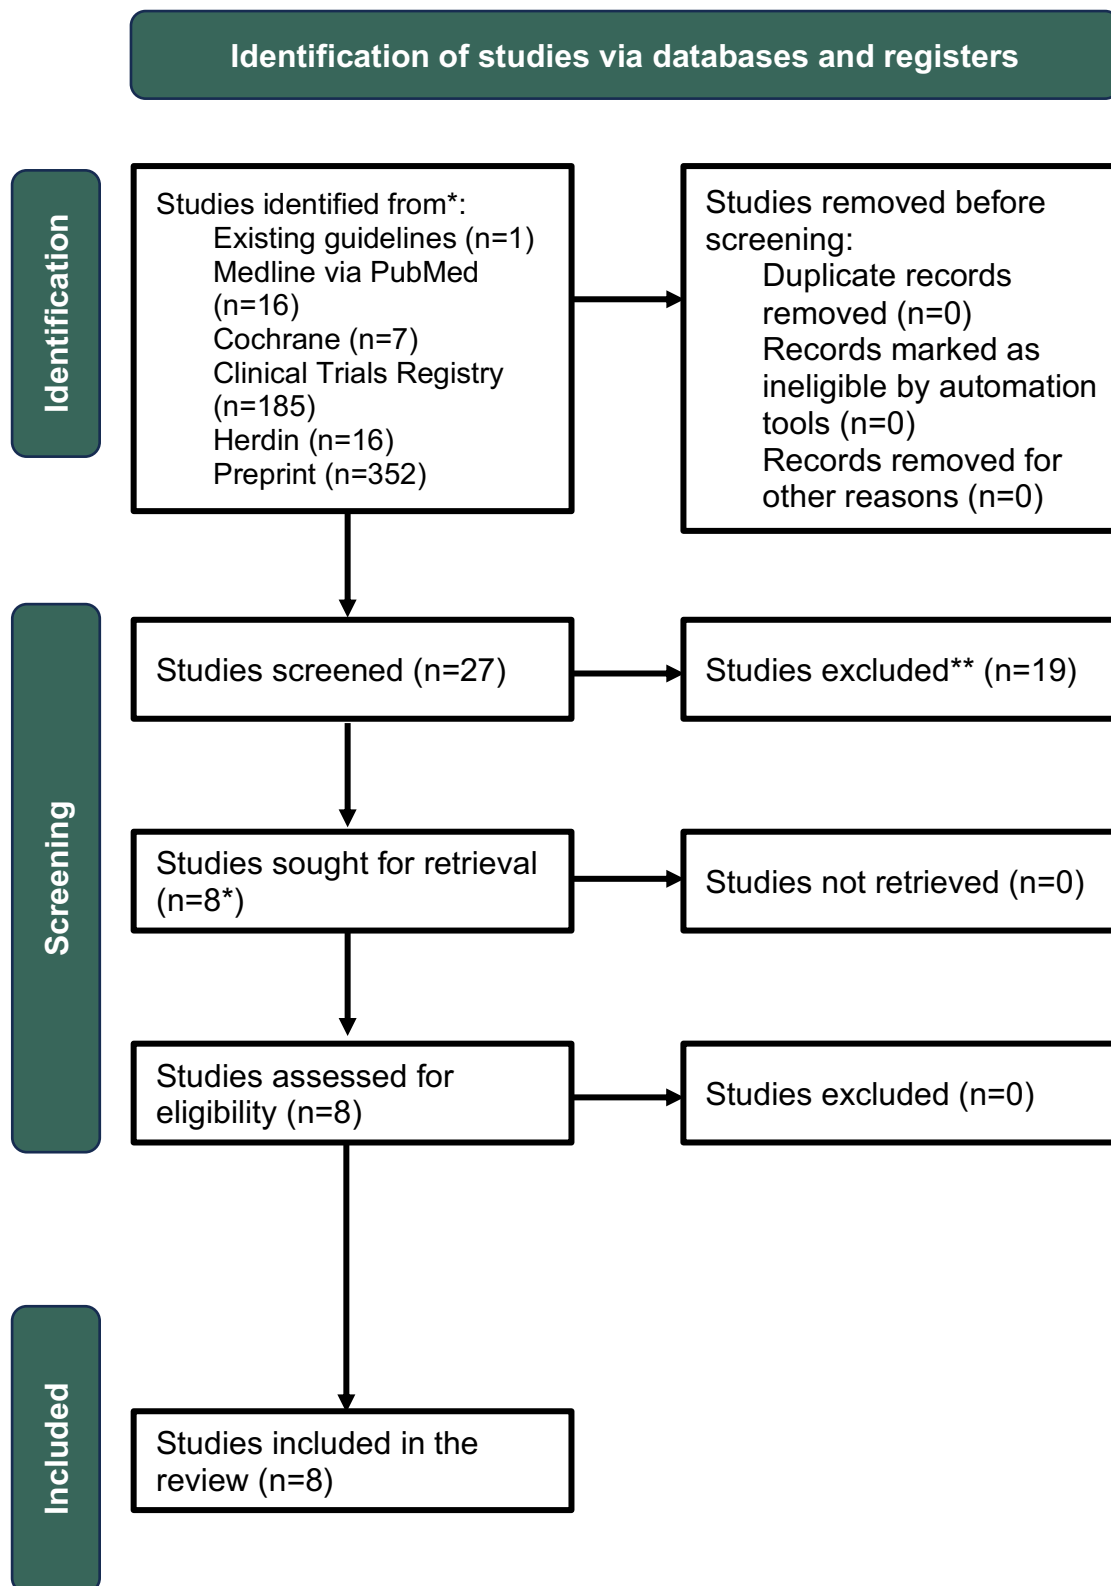 Identification of studies via databases and registers
Identification
Studies identified from*:
Existing guidelines (n=1)
Medline via PubMed
(n=16)
Cochrane (n=7)
Clinical Trials Registry
(n=185)
Herdin (n=16)
Preprint (n=352)
Studies removed before
screening:
Duplicate records
removed (n=0)
Records marked as
ineligible by automation
tools (n=0)
Records removed for
other reasons (n=0)
Screening
Studies screened (n=27)
Studies excluded** (n=19)
Studies sought for retrieval
(n=8*)
Studies not retrieved (n=0)
Studies assessed for
eligibility (n=8)
Studies excluded (n=0)
Included
Studies included in the
review (n=8)